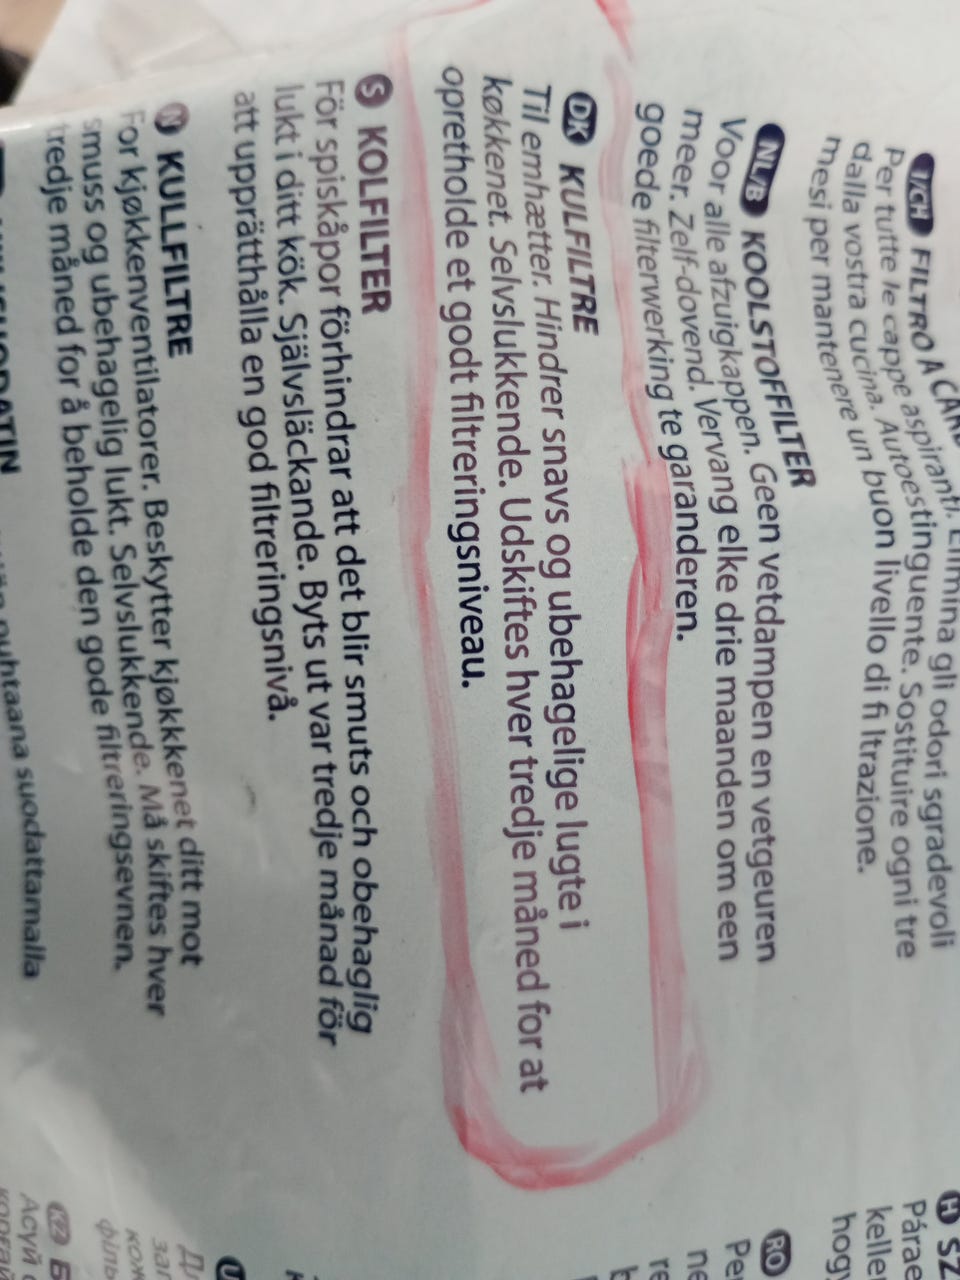 I/CH FILTRO A
Per tutte le cappe aspiranti. Elimina gli odori sgradevoli
dalla vostra cucina. Autoestinguente. Sostituire ogni tre
mesi per mantenere un buon livello di fi ltrazione.
NL/B KOOLSTOFFILTER
Voor alle afzuigkappen. Geen vetdampen en vetgeuren
meer. Zelf-dovend. Vervang elke drie maanden om een
goede filterwerking te garanderen.
DK KULFILTRE
Til emhætter. Hindrer snavs og ubehagelige lugte i
køkkenet. Selvslukkende. Udskiftes hver tredje måned for at
opretholde et godt filtreringsniveau.
S KOLFILTER
För spiskåpor förhindrar att det blir smuts och obehaglig
lukt i ditt kök. Självsläckande. Byts ut var tredje månad för
att upprätthålla en god filtreringsnivå.
N KULLFILTRE
For kjøkkenventilatorer. Beskytter kjøkkkenet ditt mot
smuss og ubehagelig lukt. Selvslukkende. Må skiftes hver
tredje måned for å beholde den gode filtreringsevnen.
suodattamalla
H
RO
KZ